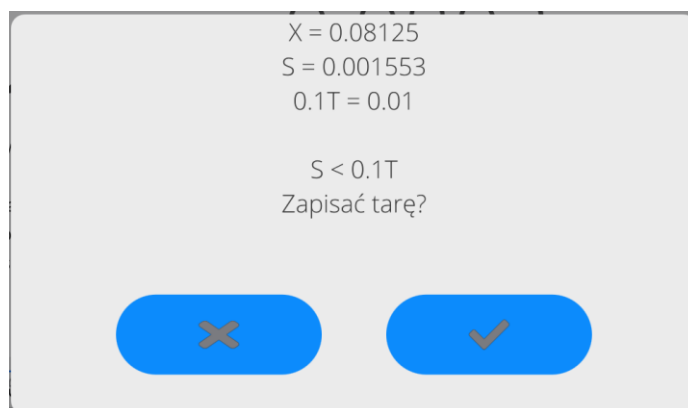 X = 0.08125
S = 0.001553
0.1T = 0.01
S < 0.1T
Zapisać tarę?